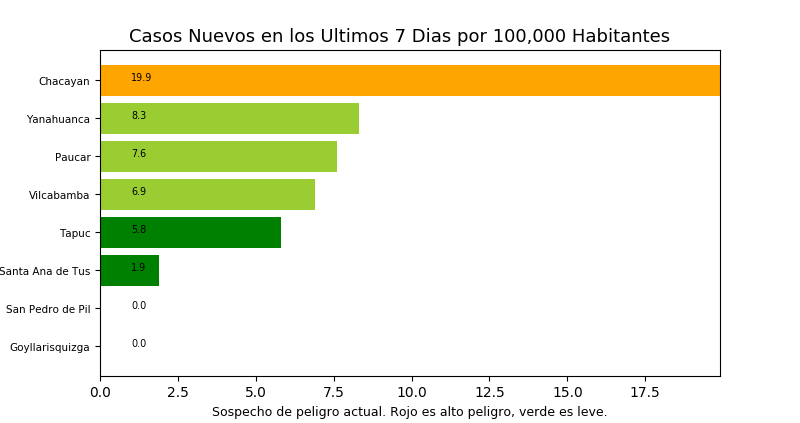 Casos Nuevos en los Ultimos 7 Dias por 100,000 Habitantes
Chacayan 19.9
Yanahuanca 8.3
Paucar 7.6
Vilcabamba 6.9
Tapuc 5.8
Santa Ana de Tus 1.9
San Pedro de Pil 0.0
Goyllarisquizga 0.0
0.0 2.5 5.0 7.5 10.0 12.5 15.0 17.5
Sospecho de peligro actual. Rojo es alto peligro, verde es leve.